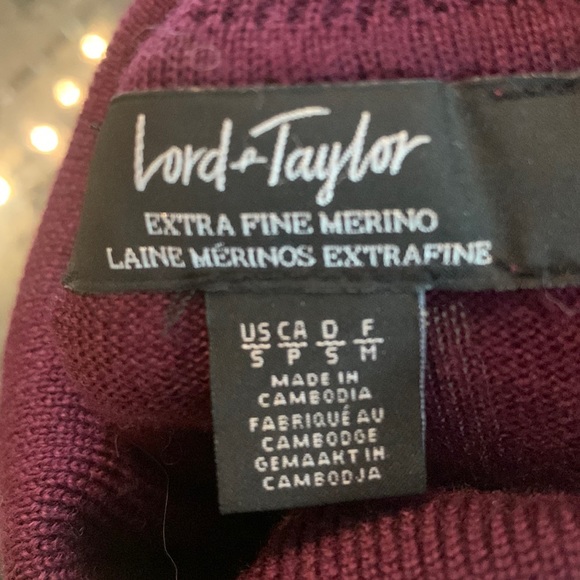 Lord + Taylor
EXTRA FINE MERINO
LAINE MÉRINOS EXTRAFINE
US CA D F
S P S M
MADE IN
CAMBODIA
FABRIQUÉ AU
CAMBODGE
GEMAAKT IN
CAMBODJA